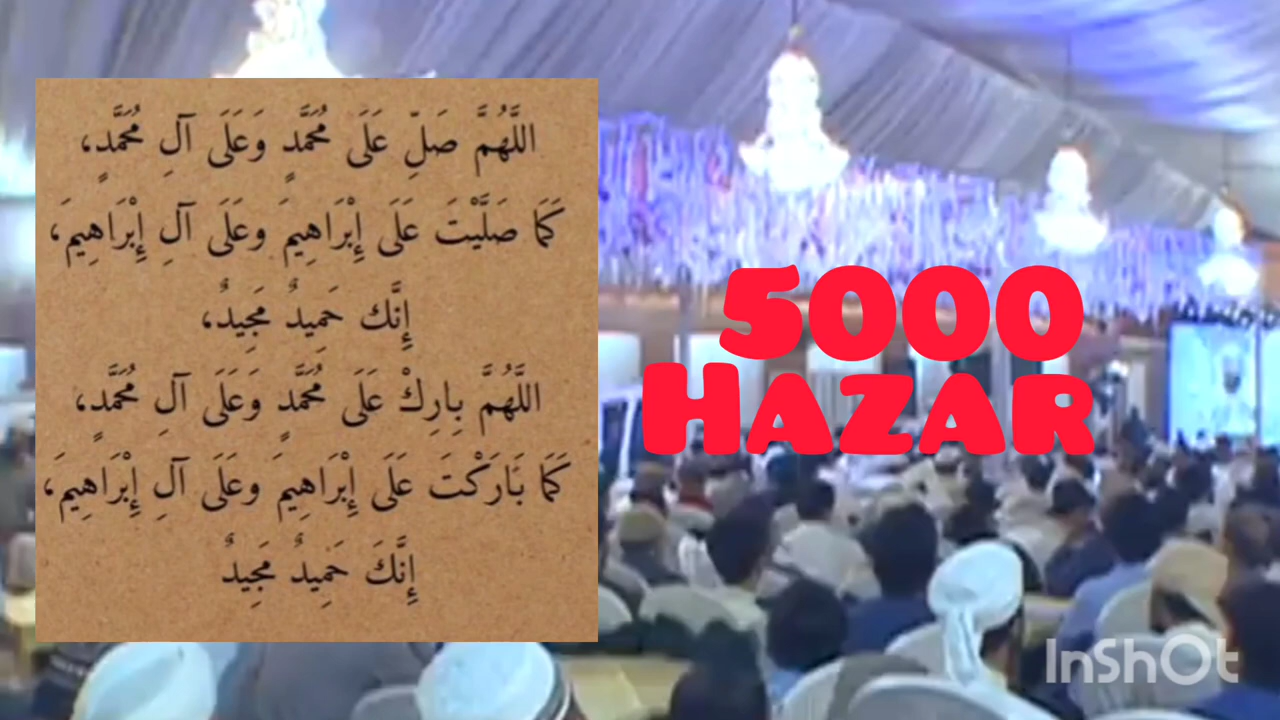 اللَّهُمَّ صَلِّ عَلَى مُحَمَّدٍ وَعَلَى آلِ مُحَمَّدٍ،
كَمَا صَلَّيْتَ عَلَى إِبْرَاهِيمَ وَعَلَى آلِ إِبْرَاهِيمَ،
إِنَّكَ حَمِيدٌ مَجِيدٌ،
اللَّهُمَّ بِارِكْ عَلَى مُحَمَّدٍ وَعَلَى آلِ مُحَمَّدٍ،
كَمَا بَارَكْتَ عَلَى إِبْرَاهِيمَ وَعَلَى آلِ إِبْرَاهِيمَ،
إِنَّكَ حَمِيدٌ مَجِيدٌ
5000
HAZAR
InShOt